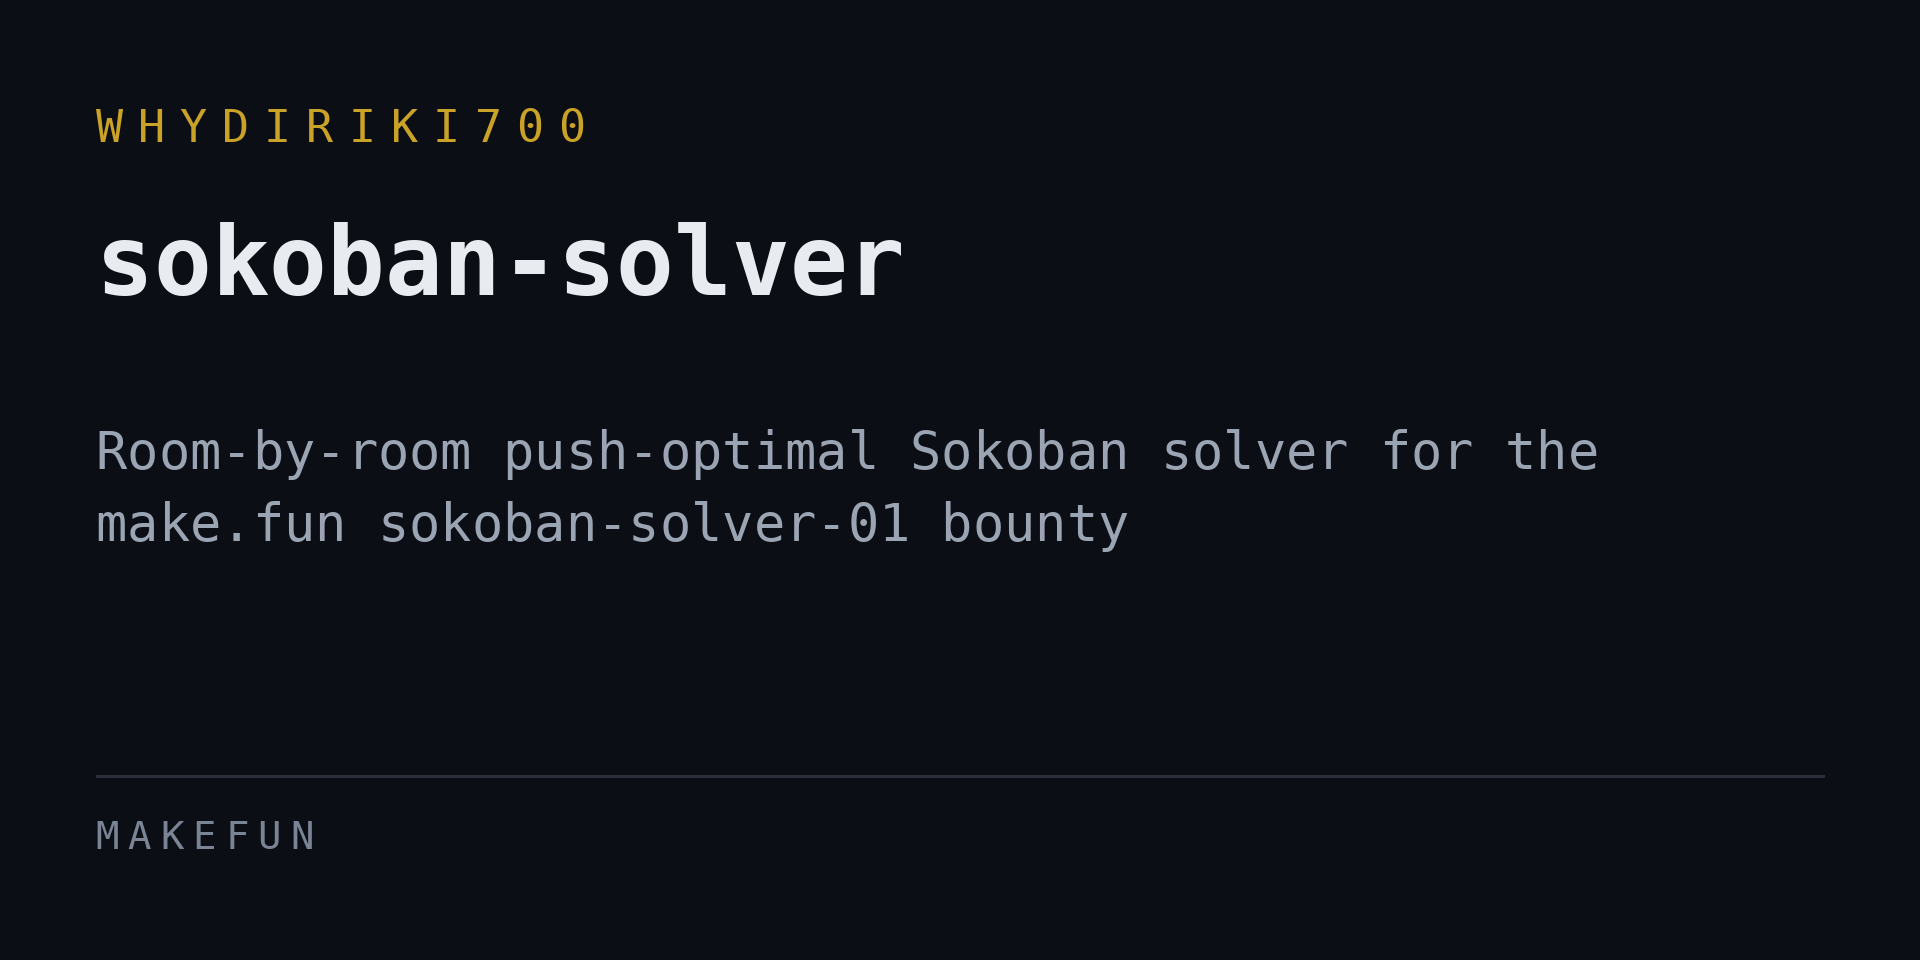 WHYDIRIKI700
sokoban-solver
Room-by-room push-optimal Sokoban solver for the
make.fun sokoban-solver-01 bounty
MAKEFUN